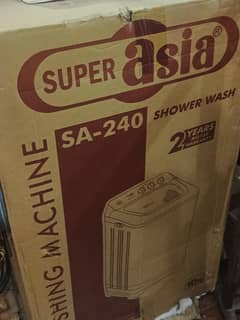 SUPER asia®
SA-240 SHOWER WASH
2 YEARS
SHING MACHINE